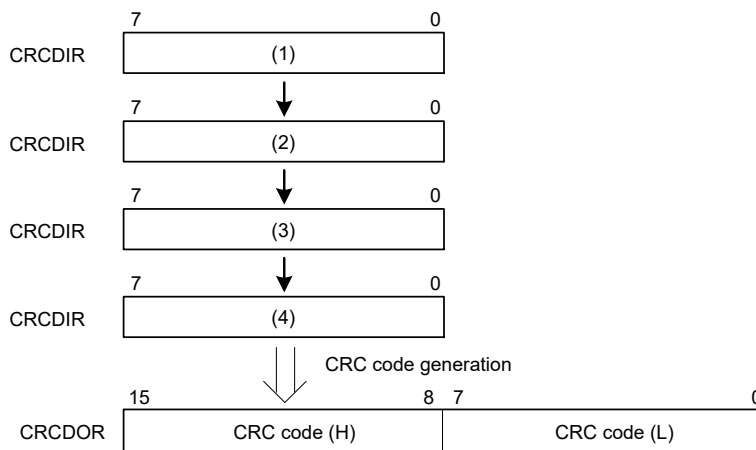 7 0
CRCDIR (1)
7 0
CRCDIR (2)
7 0
CRCDIR (3)
7 0
CRCDIR (4)
CRC code generation
15 8 7 0
CRCDOR CRC code (H) CRC code (L)